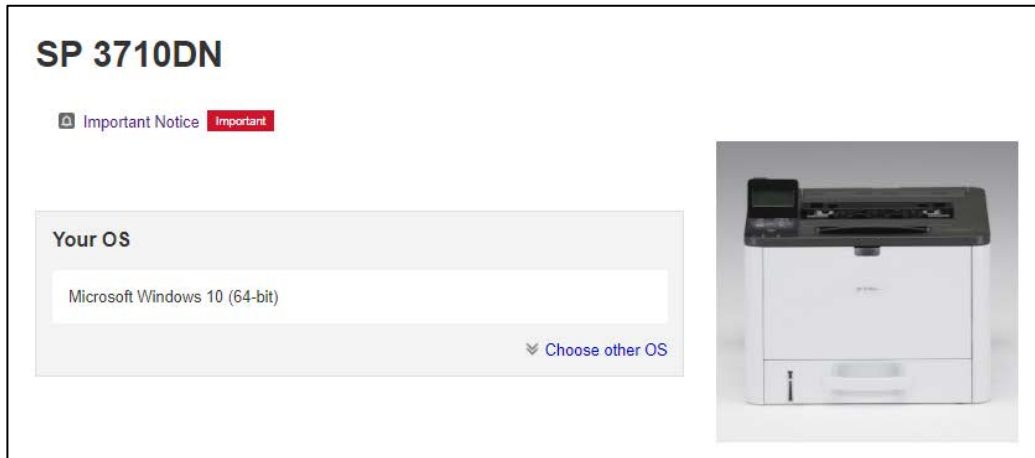 SP 3710DN
Important Notice Important
Your OS
Microsoft Windows 10 (64-bit)
Choose other OS